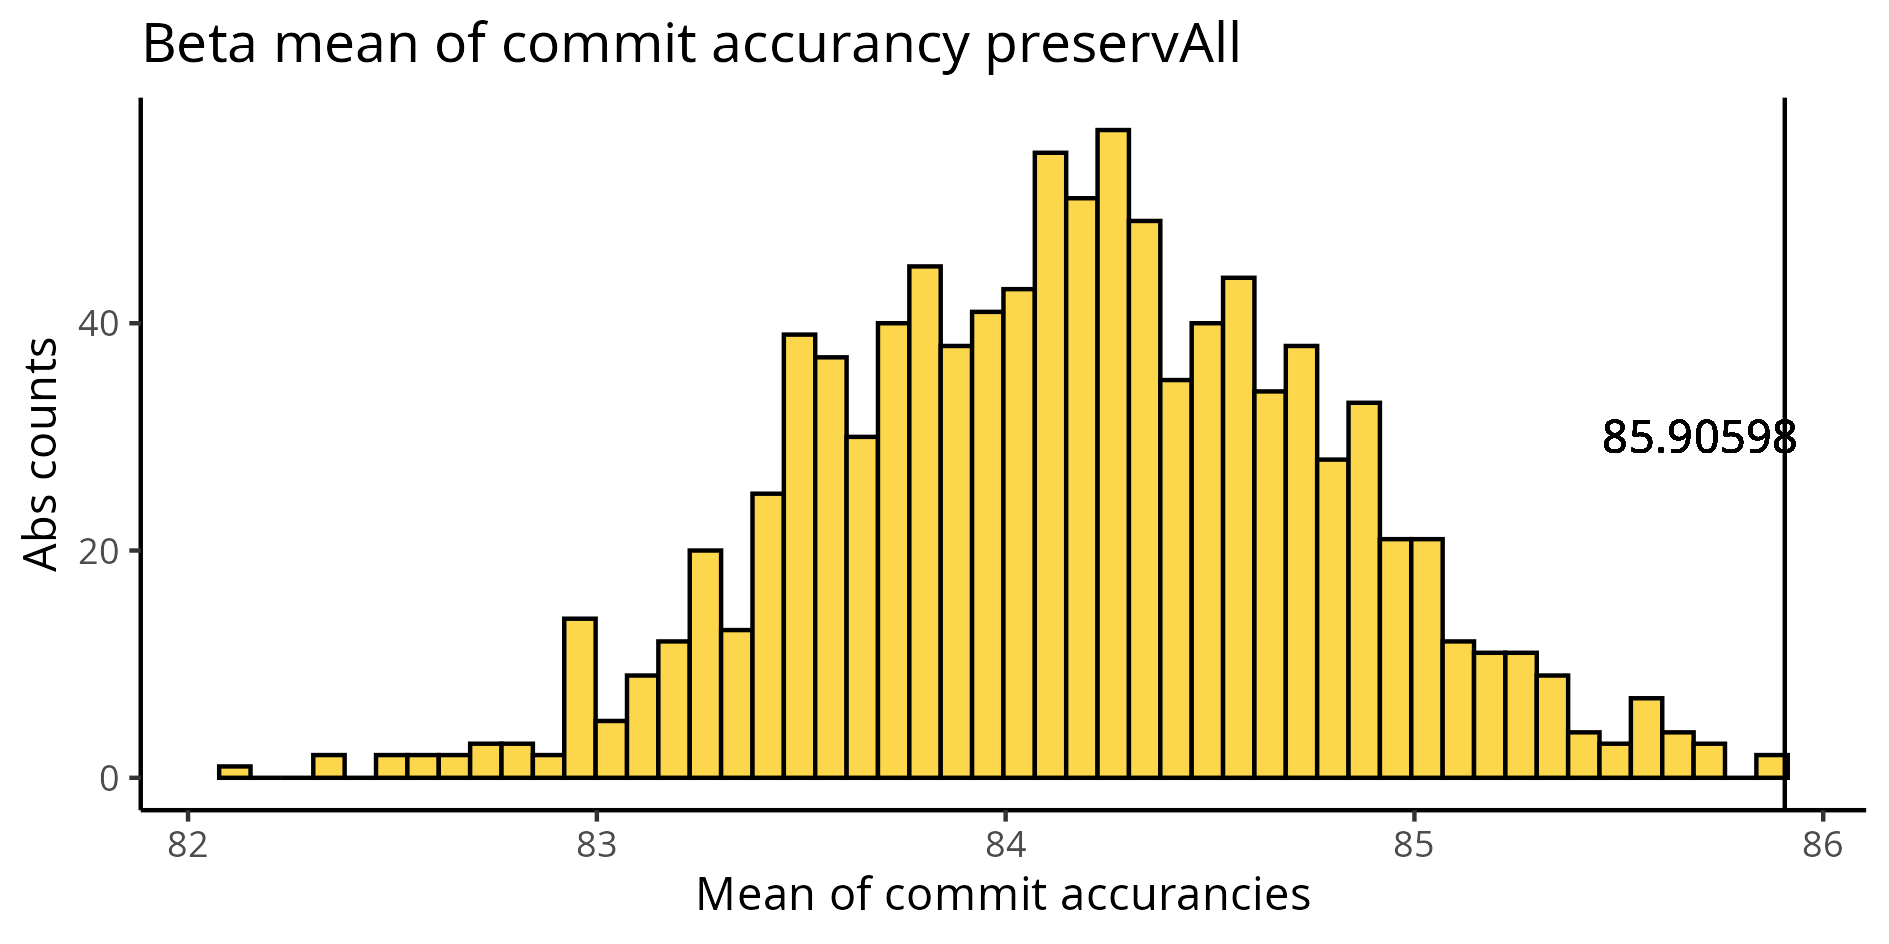 Beta mean of commit accurancy preservAll
Abs counts
40
20
0
85.90598
82 83 84 85 86
Mean of commit accurancies